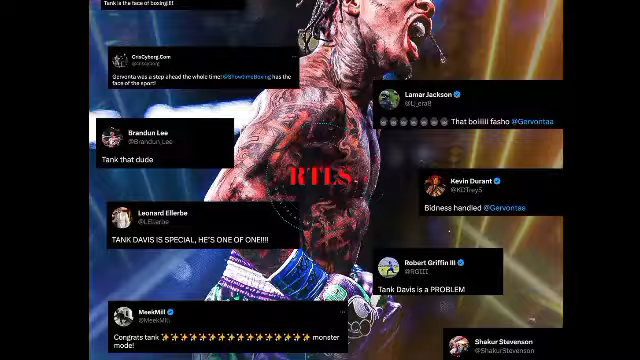 Tank is the face of boxing!!!!
CrisCyborg.Com
@criscyborg
Gervonta was a step ahead the whole time! @ShowtimeBoxing has the
face of the sport!
Lamar Jackson
@Lj_era8
That boiiiiii fasho @Gervontaa
Brandun Lee
@Brandun_Lee
Tank that dude
RTLS
Kevin Durant
@KDTrey5
Bidness handled @Gervontaa
Leonard Ellerbe
@LEllerbe
TANK DAVIS IS SPECIAL, HE'S ONE OF ONE!!!!
Robert Griffin III
@RGIII
Tank Davis is a PROBLEM
MeekMill
@MeekMill
Congrats tank ✨✨✨✨✨✨✨✨✨✨✨✨✨✨✨ monster
mode!
Shakur Stevenson
@ShakurStevenson